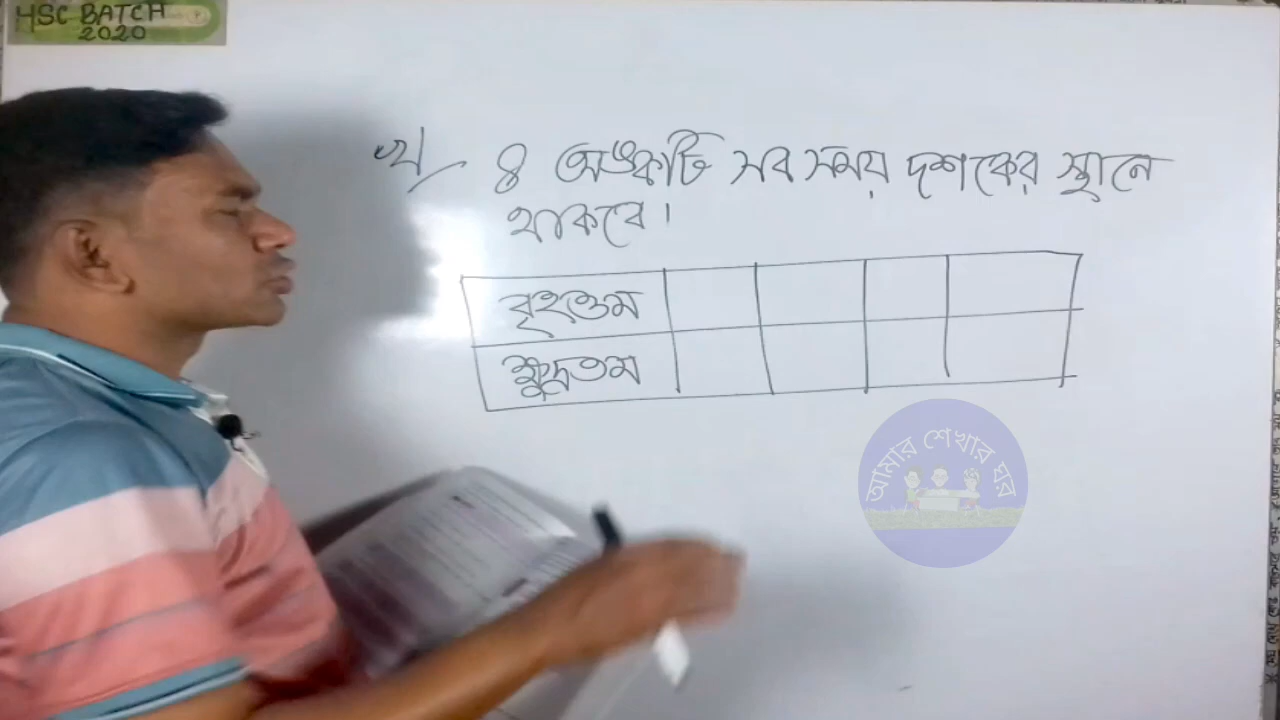 HSC BATCH
2020
খ) ৪ অঙ্কটি সব সময় দশকের স্থানে
থাকবে।
বৃহত্তম
ক্ষুদ্রতম
আমার শেখার ঘর